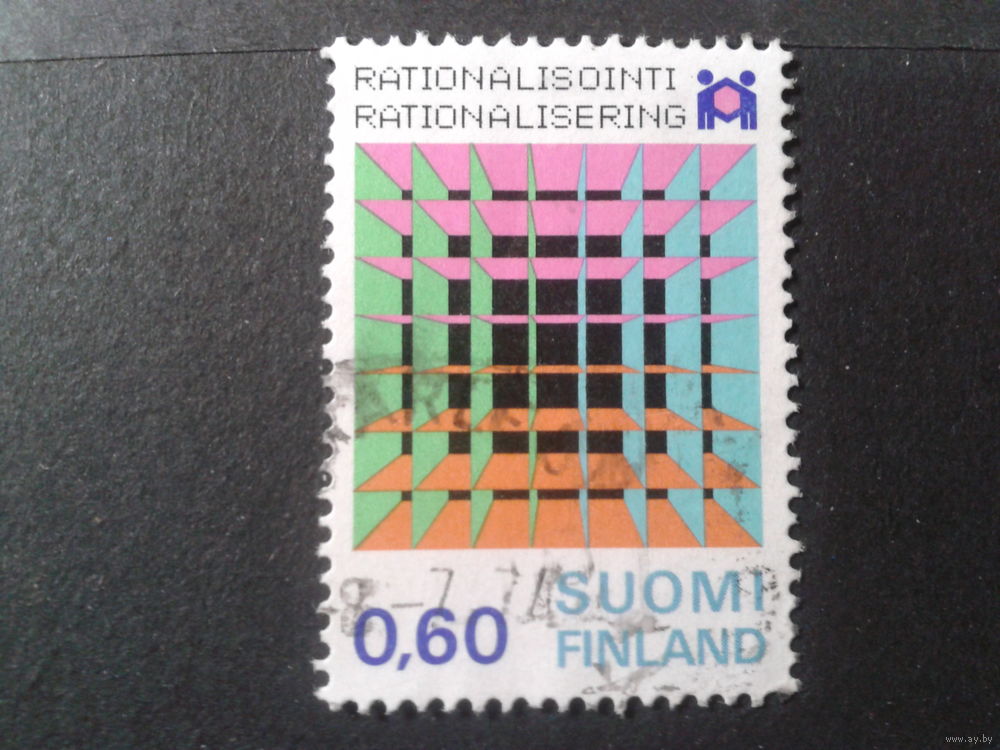 RATIONALISOINTI
RATIONALISERING
0,60
SUOMI
FINLAND
www.ay.by